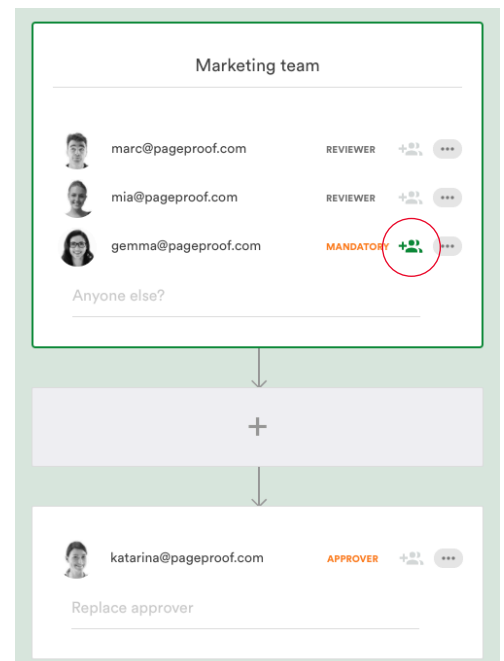 Marketing team
marc@pageproof.com REVIEWER
mia@pageproof.com REVIEWER
gemma@pageproof.com MANDATORY
Anyone else?
katarina@pageproof.com APPROVER
Replace approver